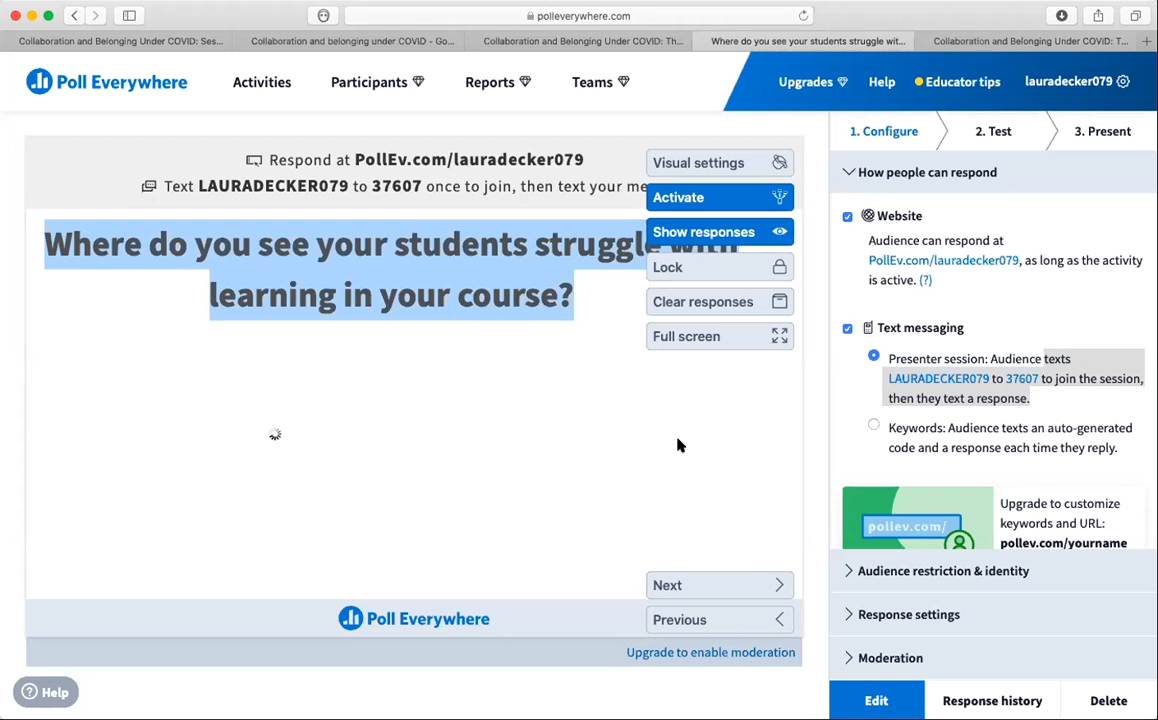 polleverywhere.com
Collaboration and Belonging Under COVID: Ses...
Collaboration and belonging under COVID - Go...
Collaboration and Belonging Under COVID: Th...
Where do you see your students struggle wit...
Collaboration and Belonging Under COVID: T...
Poll Everywhere
Activities
Participants
Reports
Teams
Upgrades
Help
Educator tips
lauradecker079
Respond at PollEv.com/lauradecker079
Text LAURADECKER079 to 37607 once to join, then text your me
Where do you see your students struggle with
learning in your course?
Visual settings
Activate
Show responses
Lock
Clear responses
Full screen
Next
Previous
Poll Everywhere
Upgrade to enable moderation
Help
1. Configure
2. Test
3. Present
How people can respond
Website
Audience can respond at
PollEv.com/lauradecker079, as long as the activity
is active. (?)
Text messaging
Presenter session: Audience texts
LAURADECKER079 to 37607 to join the session,
then they text a response.
Keywords: Audience texts an auto-generated
code and a response each time they reply.
pollev.com/
Upgrade to customize
keywords and URL:
pollev.com/yourname
Audience restriction & identity
Response settings
Moderation
Edit
Response history
Delete